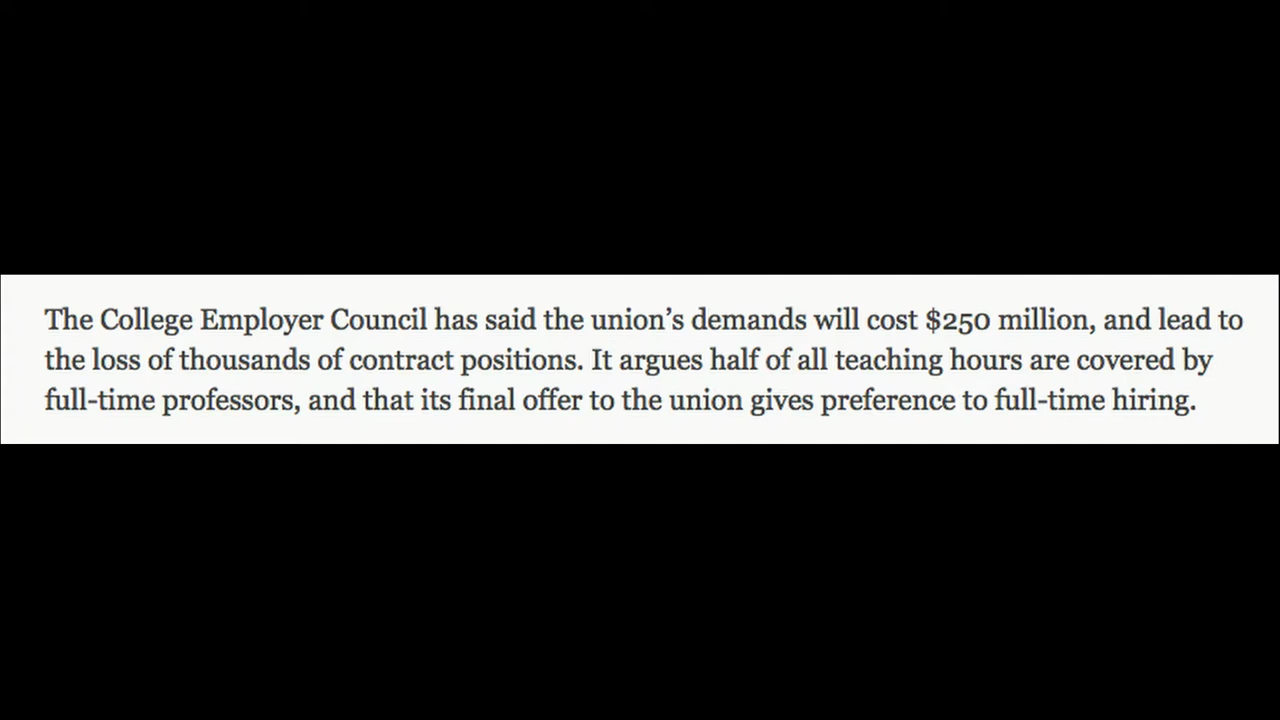 The College Employer Council has said the union’s demands will cost $250 million, and lead to
the loss of thousands of contract positions. It argues half of all teaching hours are covered by
full-time professors, and that its final offer to the union gives preference to full-time hiring.